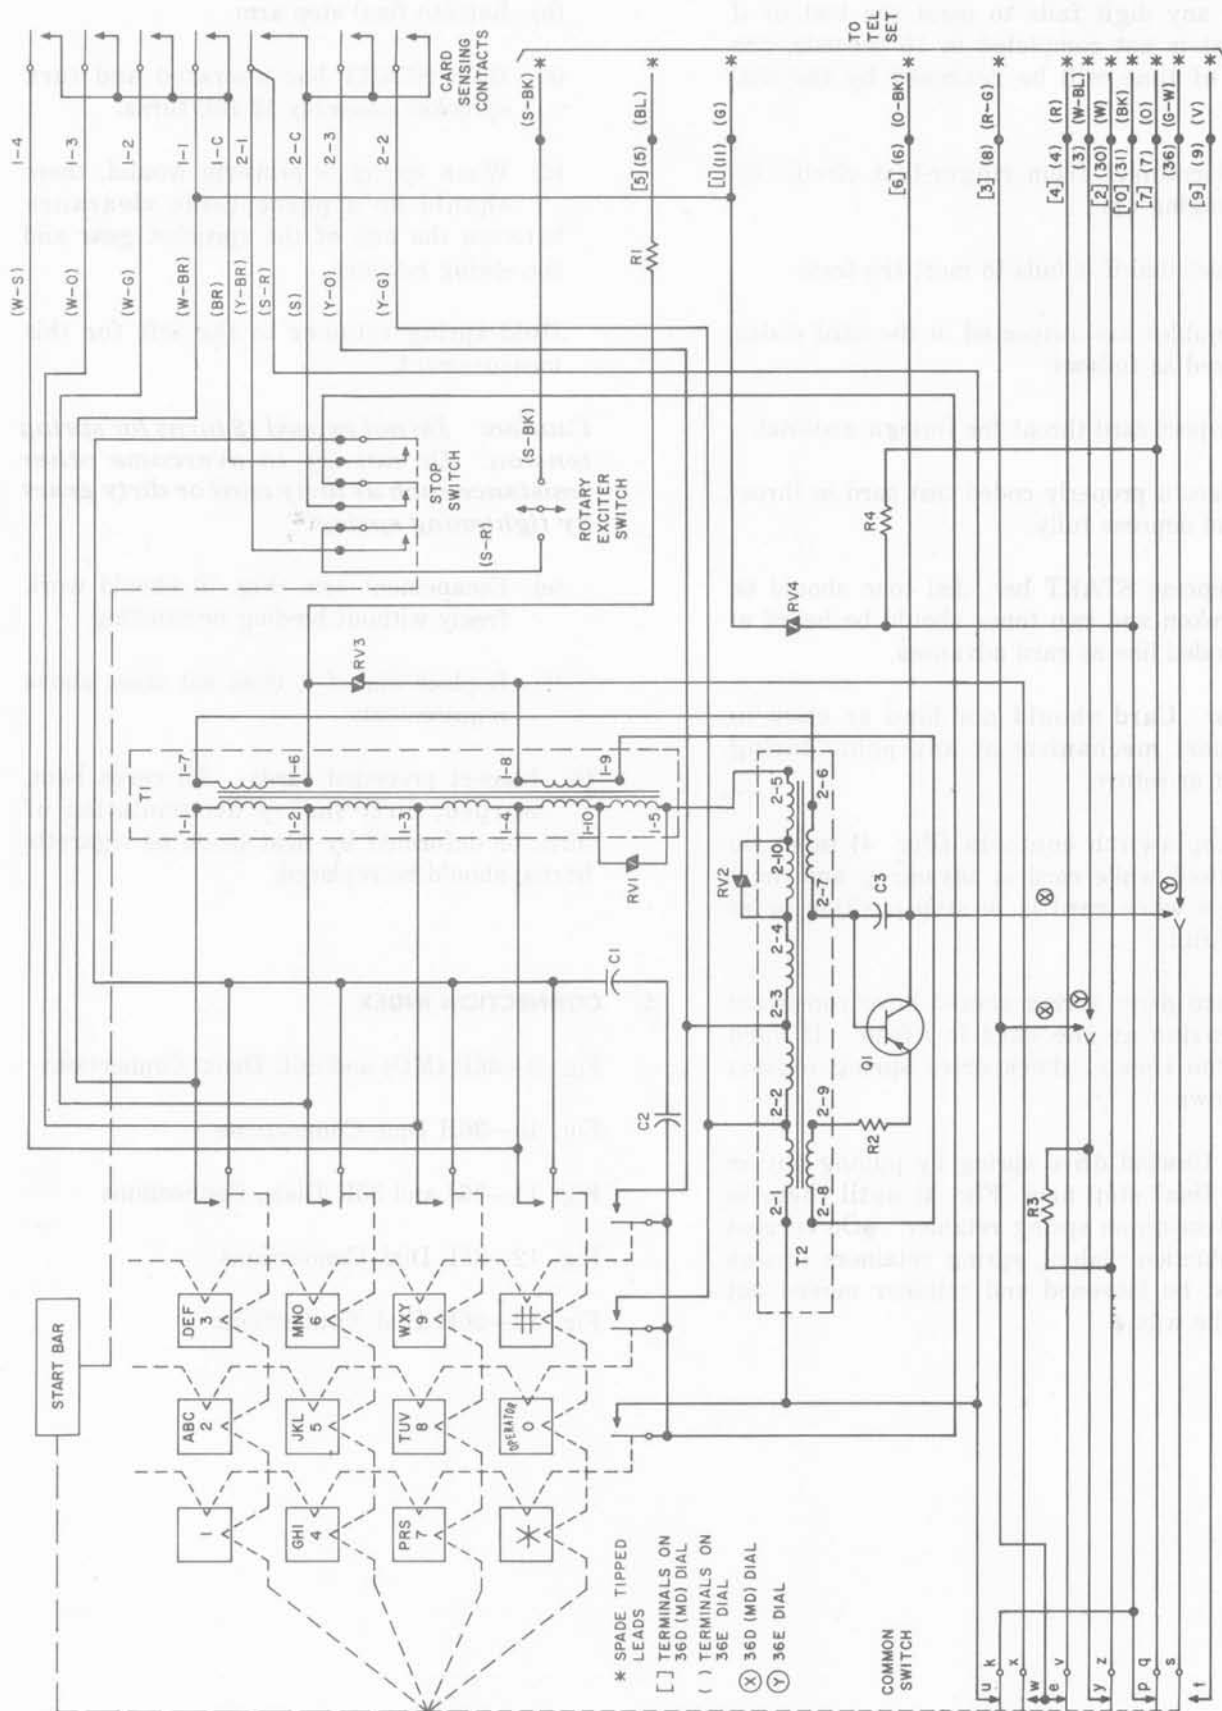 START BAR
1
ABC 2
DEF 3
GHI 4
JKL 5
MNO 6
PRS 7
TUV 8
WXY 9
*
OPERATOR 0
#
* SPADE TIPPED
LEADS
[ ] TERMINALS ON
36D (MD) DIAL
( ) TERMINALS ON
36E DIAL
Ⓧ 36D (MD) DIAL
Ⓨ 36E DIAL
COMMON
SWITCH
u k
x
w
e v
y z
p q
s
t
T1
1-1
1-7
1-2
1-6
1-3
1-4
1-8
1-10
1-9
1-5
RV1
RV3
C1
C2
T2
2-1
2-8
2-2
2-9
2-3
2-4
2-7
2-10
2-5
2-6
RV2
C3
Q1
R2
R3
Ⓧ
Ⓨ
Ⓧ
Ⓨ
RV4
R4
R1
STOP
SWITCH
(S-R)
ROTARY
EXCITER
SWITCH
(S-BK)
(W-S) 1-4
(W-O) 1-3
(W-G) 1-2
(W-BR) 1-1
(BR) 1-C
(Y-BR) 2-1
(S-R)
(S) 2-C
(Y-O) 2-3
(Y-G) 2-2
CARD
SENSING
CONTACTS
(S-BK) *
[5](5) (BL) *
[1](11) (G) *
[6](6) (O-BK) *
[3](8) (R-G) *
[4](4) (R) *
(3) (W-BL) *
[2](30) (W) *
[10](31) (BK) *
[7](7) (O) *
(36) (G-W) *
[9](9) (V) *
TO
TEL
SET